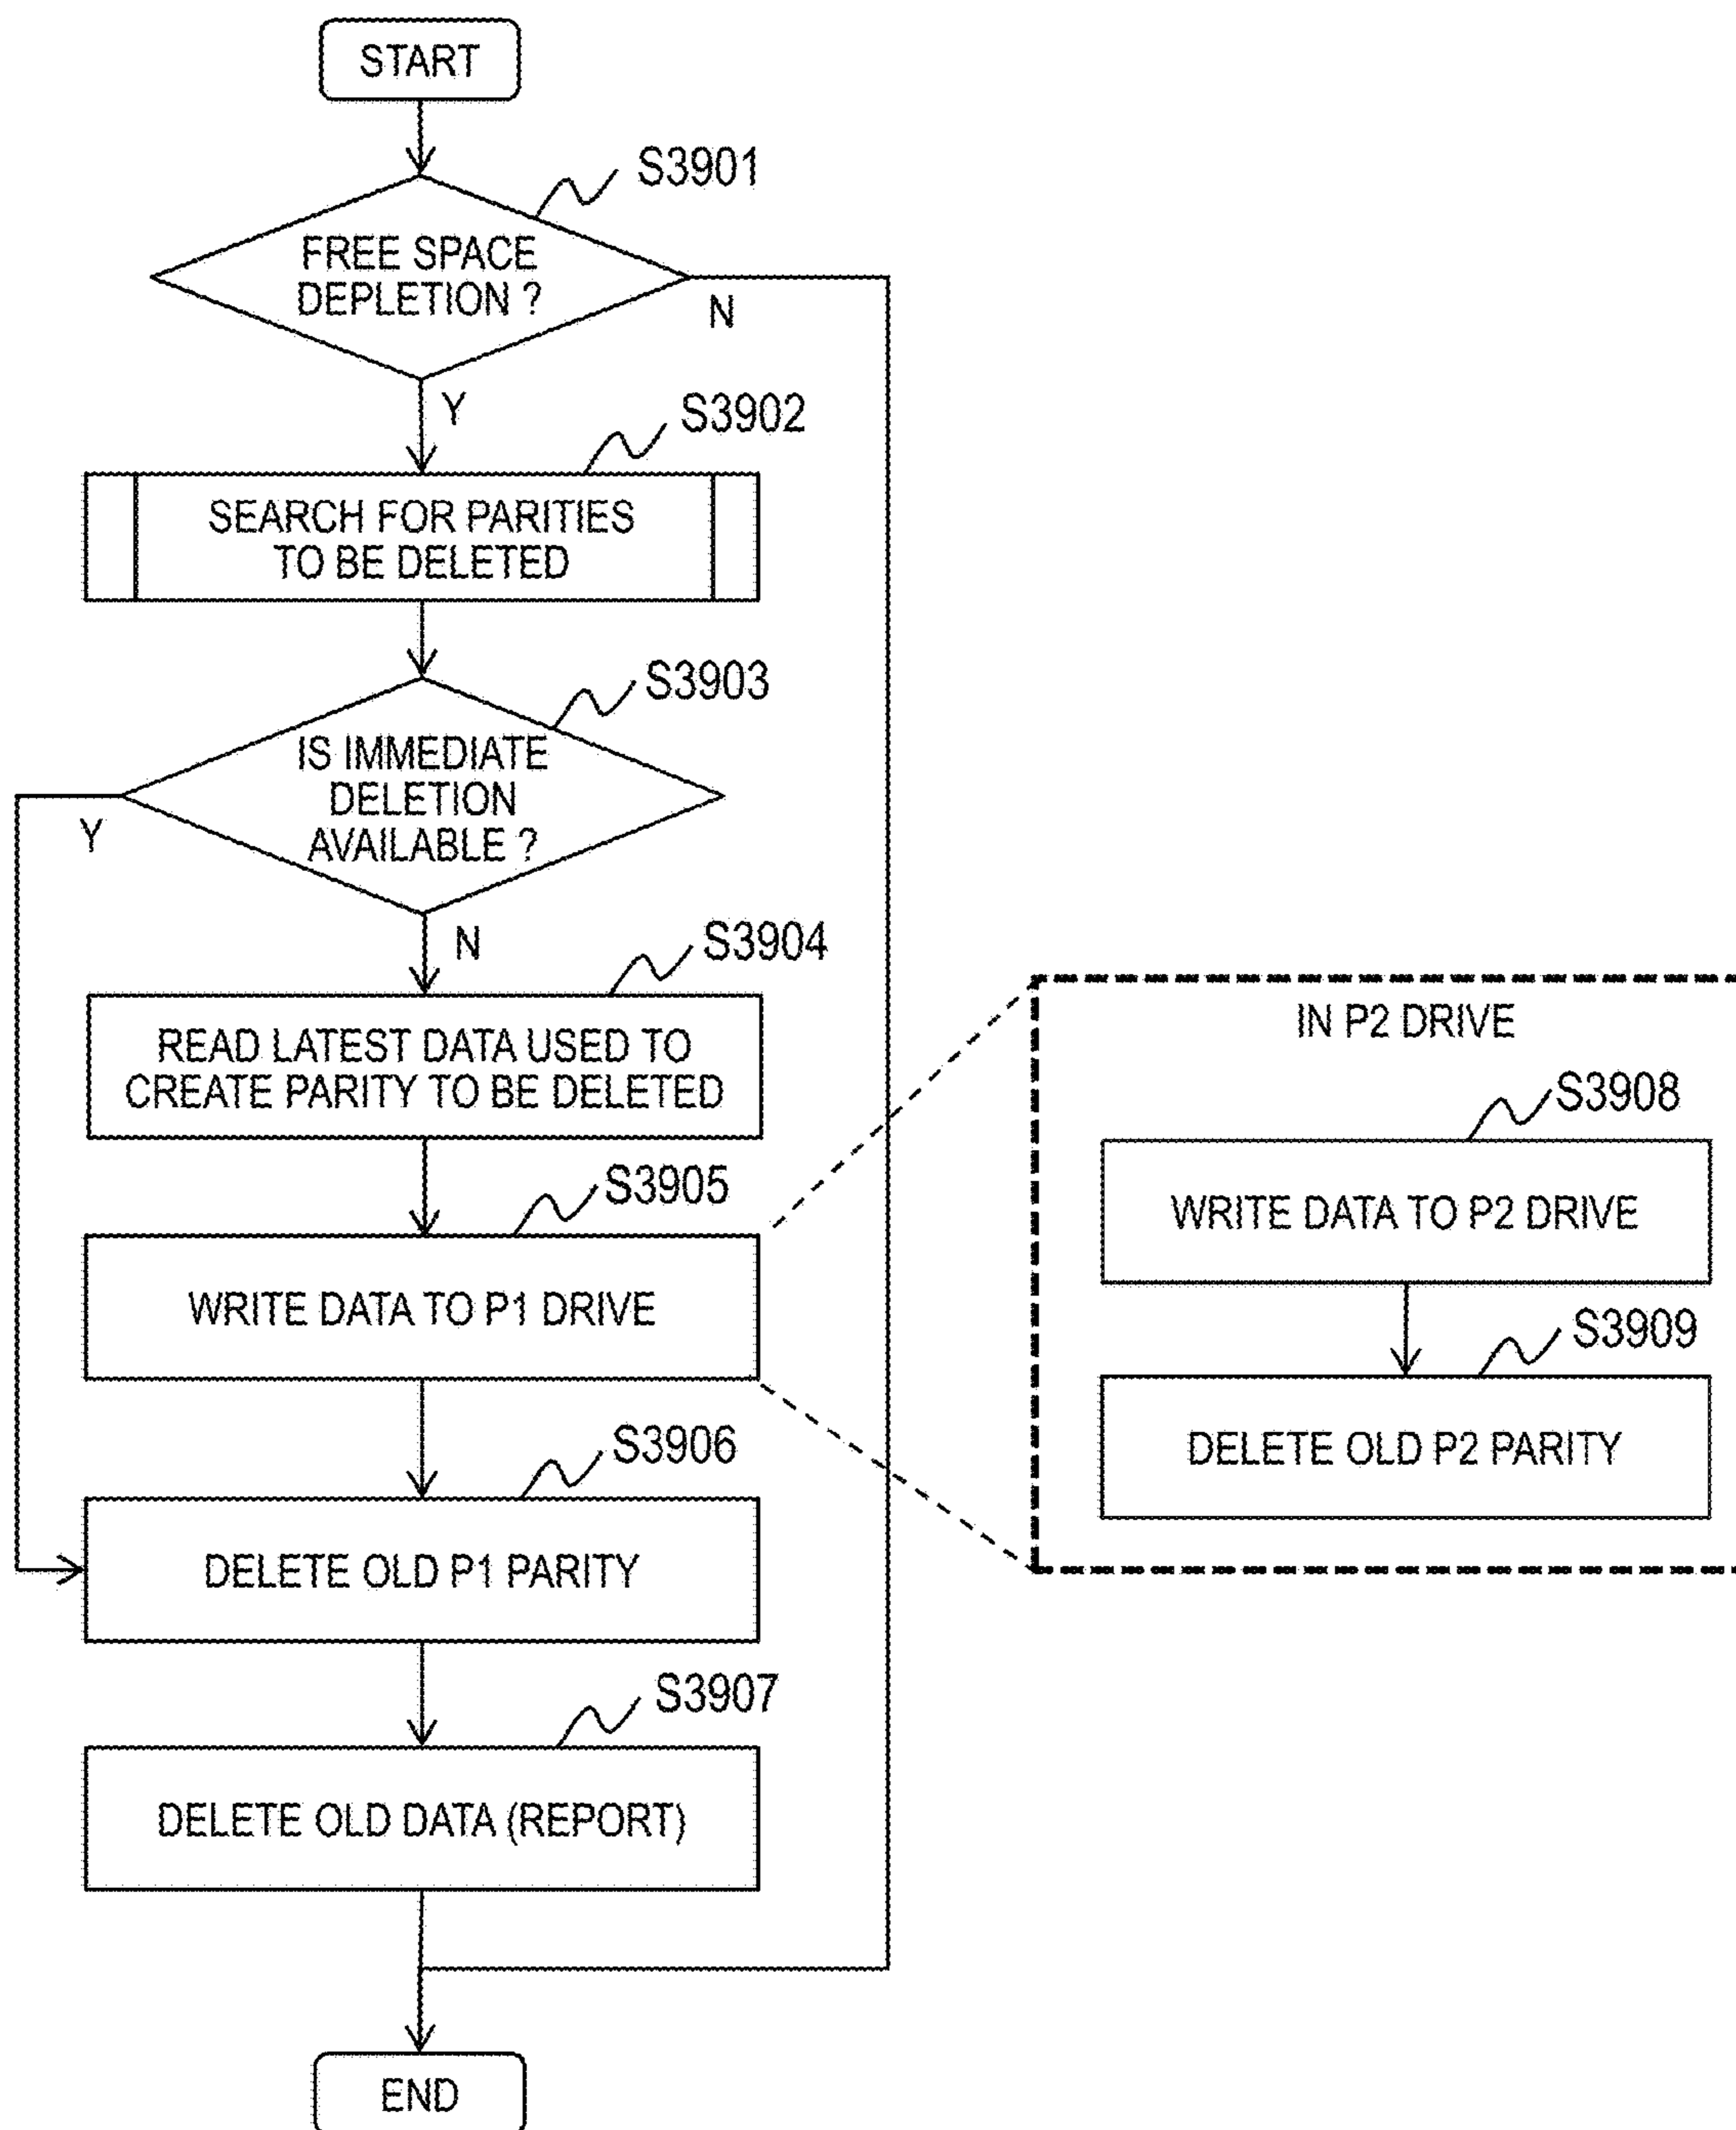 START
S3901
FREE SPACE
DEPLETION ?
N
Y
S3902
SEARCH FOR PARITIES
TO BE DELETED
S3903
IS IMMEDIATE
DELETION
AVAILABLE ?
Y
N
S3904
READ LATEST DATA USED TO
CREATE PARITY TO BE DELETED
S3905
WRITE DATA TO P1 DRIVE
IN P2 DRIVE
S3908
WRITE DATA TO P2 DRIVE
S3909
DELETE OLD P2 PARITY
S3906
DELETE OLD P1 PARITY
S3907
DELETE OLD DATA (REPORT)
END